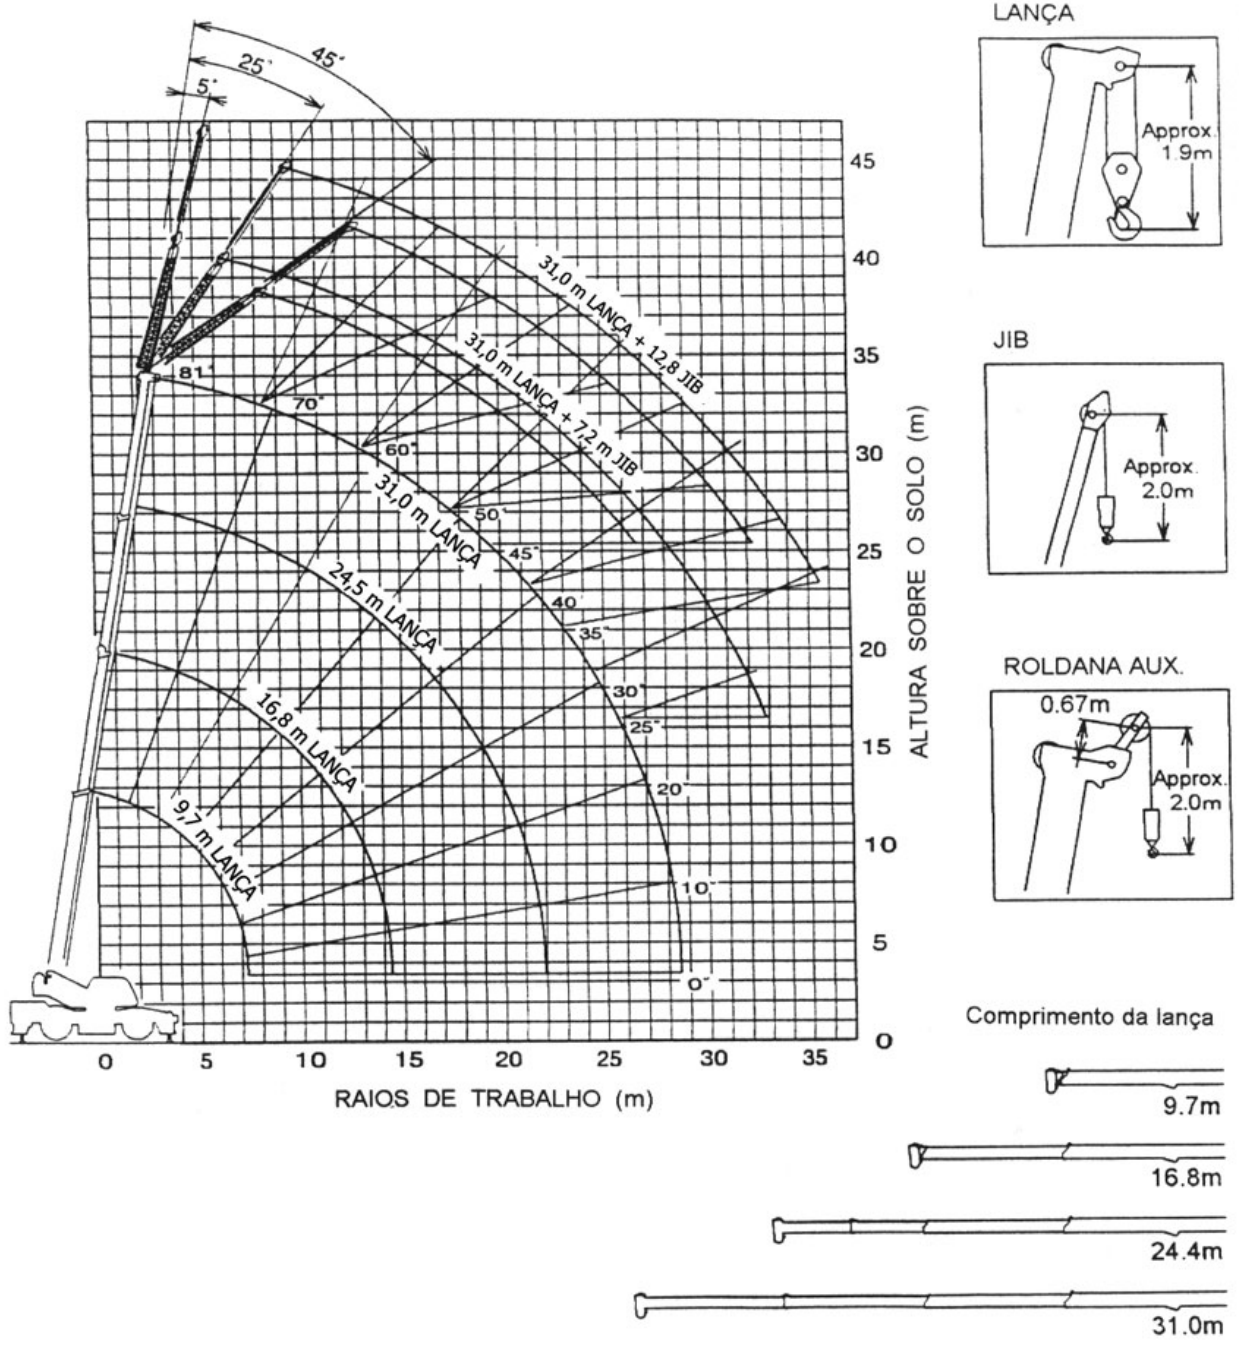 LANÇA
45°
25°
5°
Approx.
1.9m
45
40
35
30
25
20
15
10
5
0
ALTURA SOBRE O SOLO (m)
81°
70°
60°
50°
45°
40
35°
30°
25°
20°
10°
0°
31,0 m LANÇA + 12,8 JIB
31,0 m LANÇA + 7,2 m JIB
31,0 m LANÇA
24,5 m LANÇA
16,8 m LANÇA
9,7 m LANÇA
0 5 10 15 20 25 30 35
RAIOS DE TRABALHO (m)
JIB
Approx.
2.0m
ROLDANA AUX.
0.67m
Approx.
2.0m
Comprimento da lança
9.7m
16.8m
24.4m
31.0m